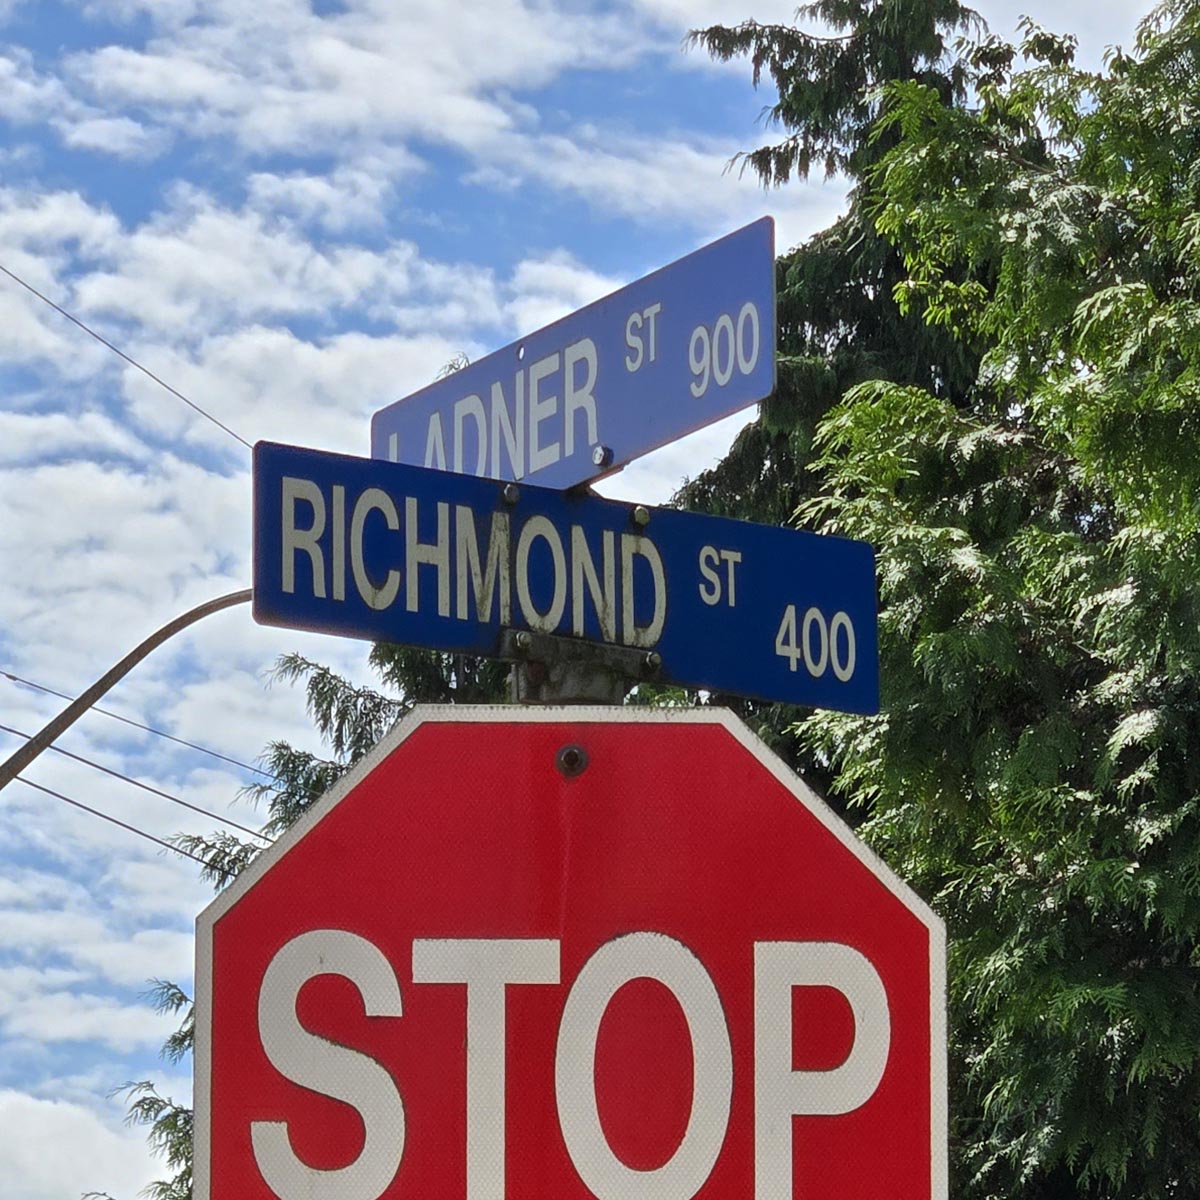 LADNER ST 900
RICHMOND ST 400
STOP